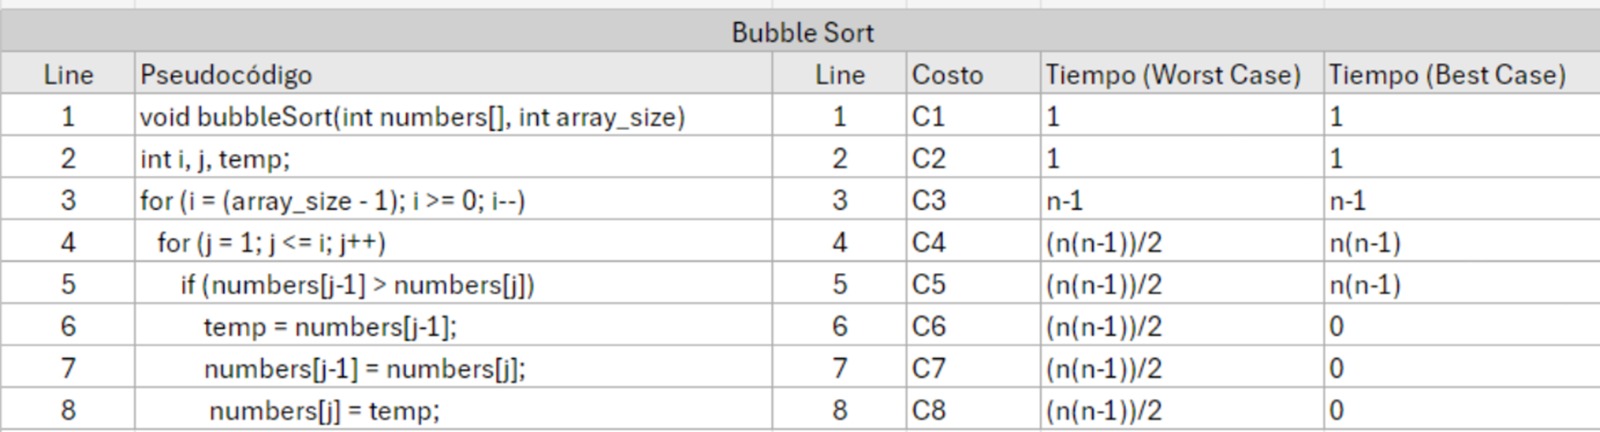 Bubble Sort
Line Pseudocódigo Line Costo Tiempo (Worst Case) Tiempo (Best Case)
1 void bubbleSort(int numbers[], int array_size) 1 C1 1 1
2 int i, j, temp; 2 C2 1 1
3 for (i = (array_size - 1); i >= 0; i--) 3 C3 n-1 n-1
4 for (j = 1; j <= i; j++) 4 C4 (n(n-1))/2 n(n-1)
5 if (numbers[j-1] > numbers[j]) 5 C5 (n(n-1))/2 n(n-1)
6 temp = numbers[j-1]; 6 C6 (n(n-1))/2 0
7 numbers[j-1] = numbers[j]; 7 C7 (n(n-1))/2 0
8 numbers[j] = temp; 8 C8 (n(n-1))/2 0